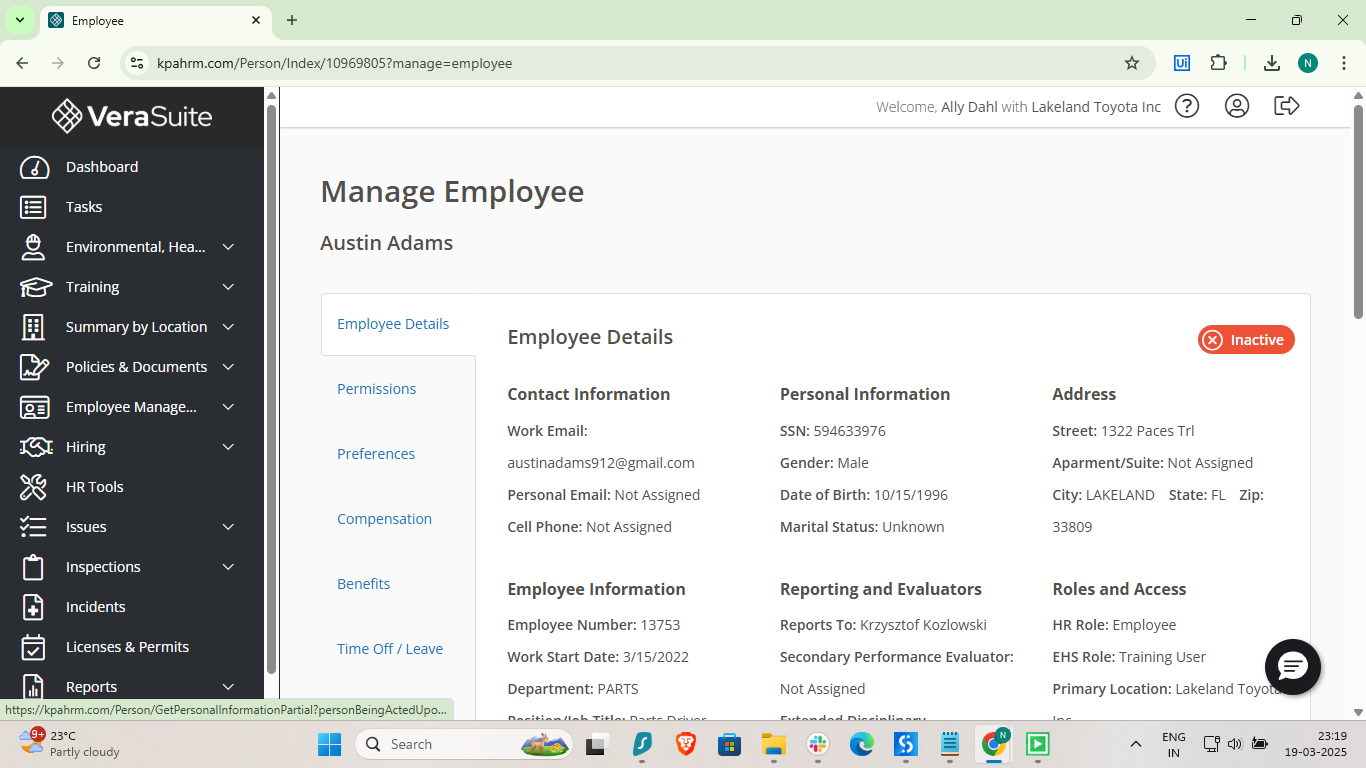 Employee
kpahrm.com/Person/Index/10969805?manage=employee
N
VeraSuite
Welcome, Ally Dahl with Lakeland Toyota Inc
Dashboard
Tasks
Environmental, Hea...
Training
Summary by Location
Policies & Documents
Employee Manage...
Hiring
HR Tools
Issues
Inspections
Incidents
Licenses & Permits
Reports
Manage Employee
Austin Adams
Employee Details
Permissions
Preferences
Compensation
Benefits
Time Off / Leave
Employee Details
Inactive
Contact Information
Work Email:
austinadams912@gmail.com
Personal Email: Not Assigned
Cell Phone: Not Assigned
Personal Information
SSN: 594633976
Gender: Male
Date of Birth: 10/15/1996
Marital Status: Unknown
Address
Street: 1322 Paces Trl
Aparment/Suite: Not Assigned
City: LAKELAND State: FL Zip:
33809
Employee Information
Employee Number: 13753
Work Start Date: 3/15/2022
Department: PARTS
Position/Job Title: Parts Driver
Reporting and Evaluators
Reports To: Krzysztof Kozlowski
Secondary Performance Evaluator:
Not Assigned
Extended Disciplinary
Roles and Access
HR Role: Employee
EHS Role: Training User
Primary Location: Lakeland Toyota
Inc
https://kpahrm.com/Person/GetPersonalInformationPartial?personBeingActedUpo...
9+
23°C
Partly cloudy
Search
N
ENG
IN
23:19
19-03-2025